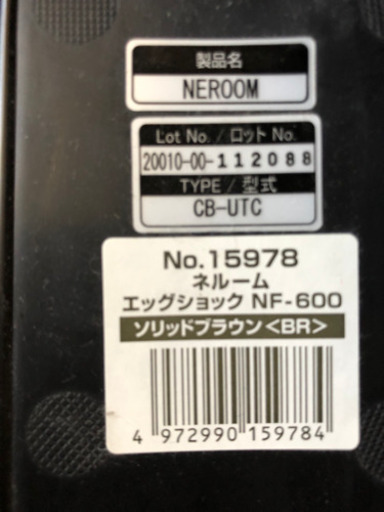 製品名
NEROOM
Lot No. / ロット No.
20010-00-112088
TYPE / 型式
CB-UTC
No.15978
ネルーム
エッグショック NF-600
ソリッドブラウン<BR>
4 972990 159784